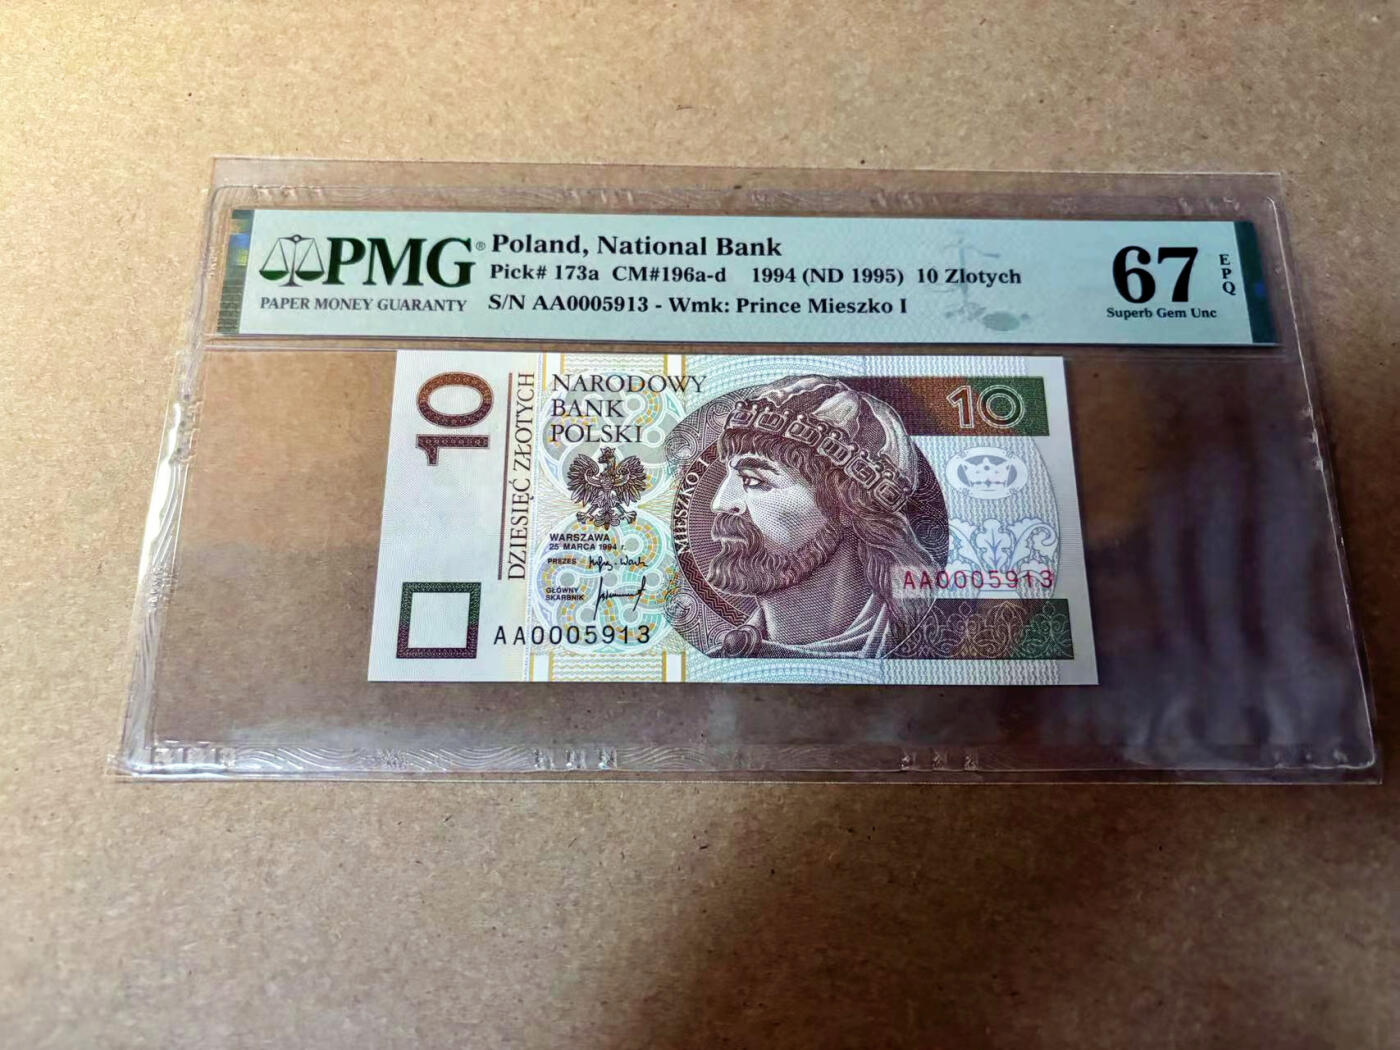 PMG®
PAPER MONEY GUARANTY
Poland, National Bank
Pick# 173a CM#196a-d 1994 (ND 1995) 10 Zlotych
S/N AA0005913 - Wmk: Prince Mieszko I
67
EPQ
Superb Gem Unc
10
DZIESIĘĆ ZŁOTYCH
NARODOWY
BANK
POLSKI
WARSZAWA
25 MARCA 1994 r.
PREZES
GŁÓWNY
SKARBNIK
AA0005913
MIESZKO I
10
AA0005913